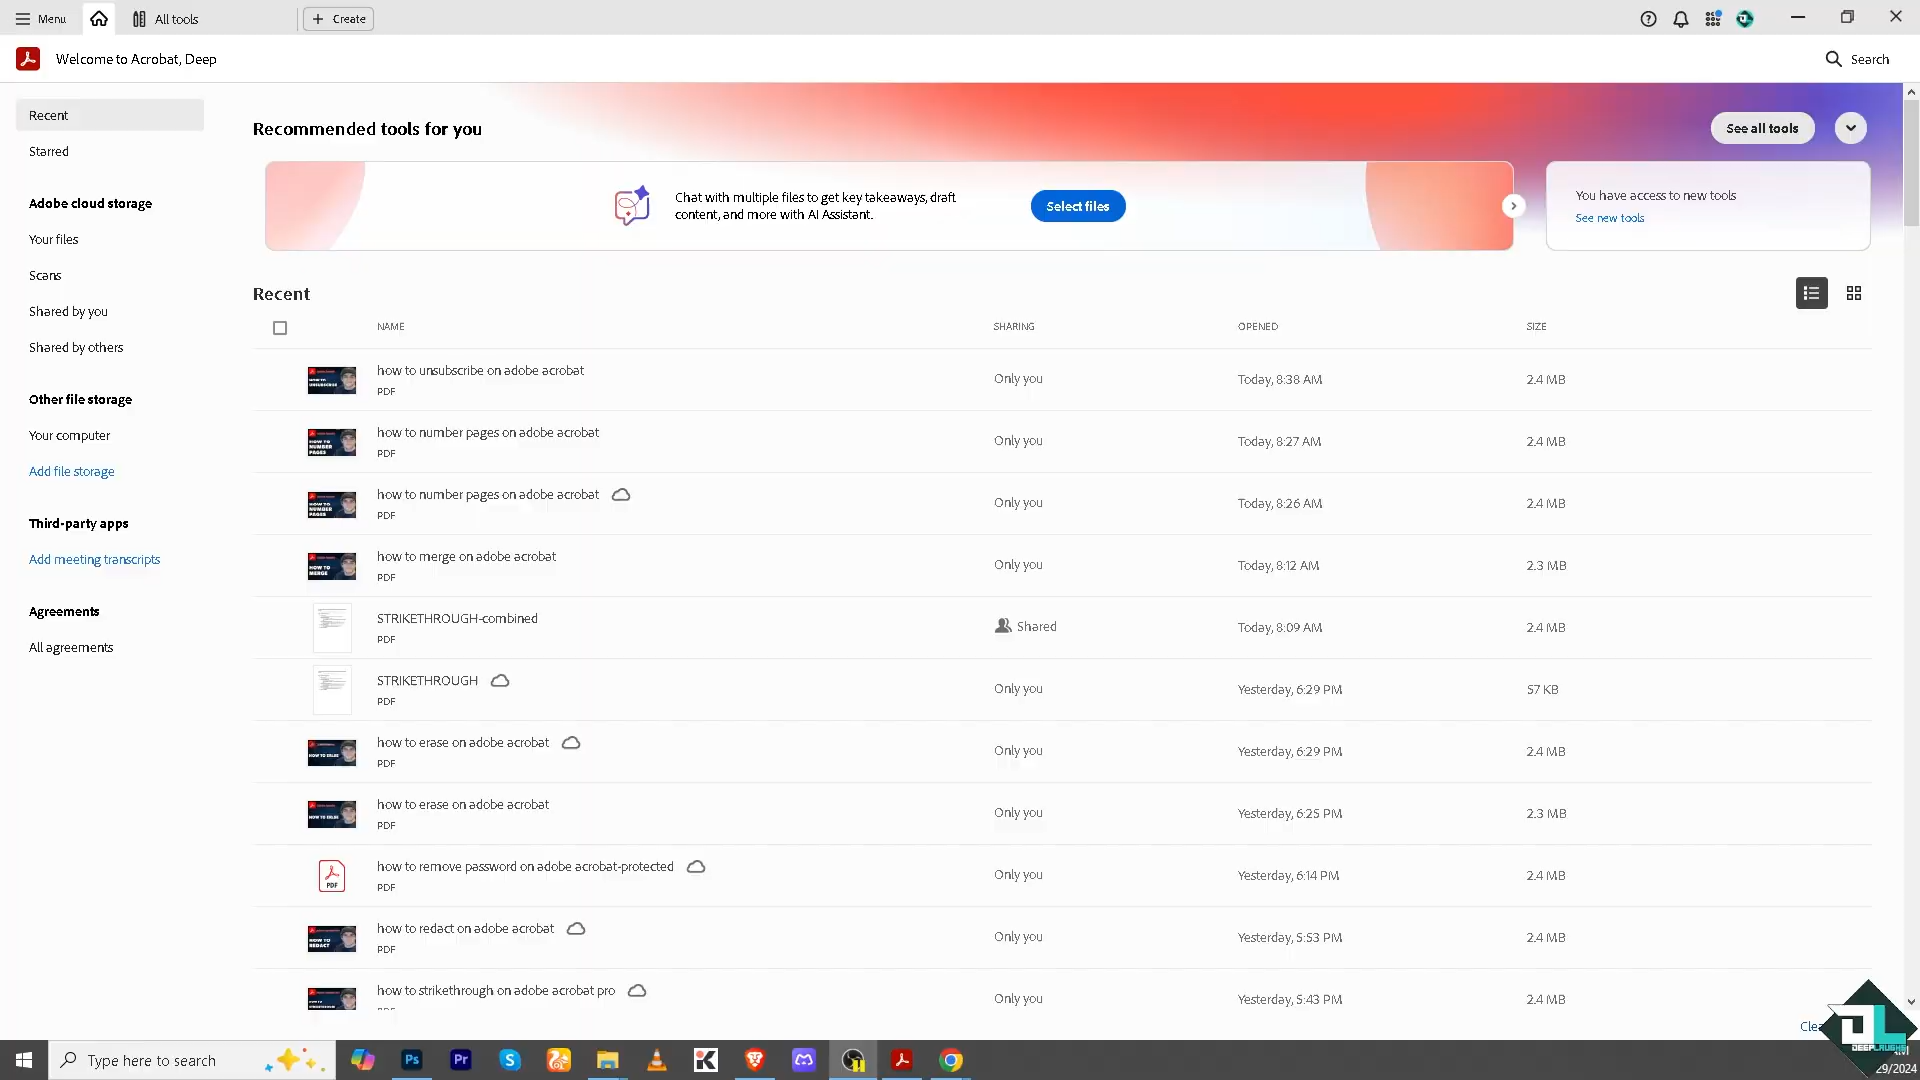 Menu
All tools
Create
Welcome to Acrobat, Deep
Search
Recent
Starred
Adobe cloud storage
Your files
Scans
Shared by you
Shared by others
Other file storage
Your computer
Add file storage
Third-party apps
Add meeting transcripts
Agreements
All agreements
Recommended tools for you
See all tools
Chat with multiple files to get key takeaways, draft
content, and more with AI Assistant.
Select files
You have access to new tools
See new tools
Recent
NAME SHARING OPENED SIZE
how to unsubscribe on adobe acrobat
PDF
Only you Today, 8:38 AM 2.4 MB
how to number pages on adobe acrobat
PDF
Only you Today, 8:27 AM 2.4 MB
how to number pages on adobe acrobat
PDF
Only you Today, 8:26 AM 2.4 MB
how to merge on adobe acrobat
PDF
Only you Today, 8:12 AM 2.3 MB
STRIKETHROUGH-combined
PDF
Shared Today, 8:09 AM 2.4 MB
STRIKETHROUGH
PDF
Only you Yesterday, 6:29 PM 57 KB
how to erase on adobe acrobat
PDF
Only you Yesterday, 6:29 PM 2.4 MB
how to erase on adobe acrobat
PDF
Only you Yesterday, 6:25 PM 2.3 MB
PDF
how to remove password on adobe acrobat-protected
PDF
Only you Yesterday, 6:14 PM 2.4 MB
how to redact on adobe acrobat
PDF
Only you Yesterday, 5:53 PM 2.4 MB
how to strikethrough on adobe acrobat pro
Only you Yesterday, 5:43 PM 2.4 MB
Type here to search
Ps
Pr
DEEPLAUGHS
29/2024